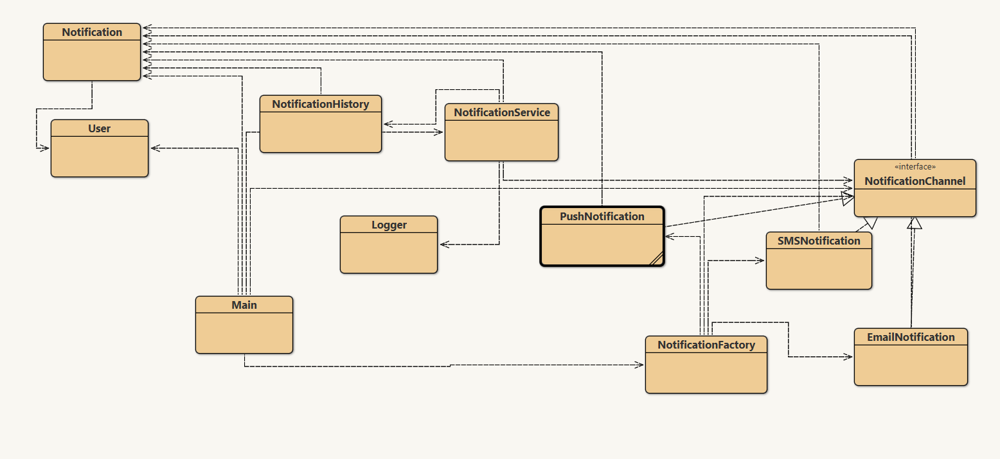 Notification
NotificationHistory
NotificationService
User
«interface»
NotificationChannel
PushNotification
Logger
SMSNotification
Main
EmailNotification
NotificationFactory